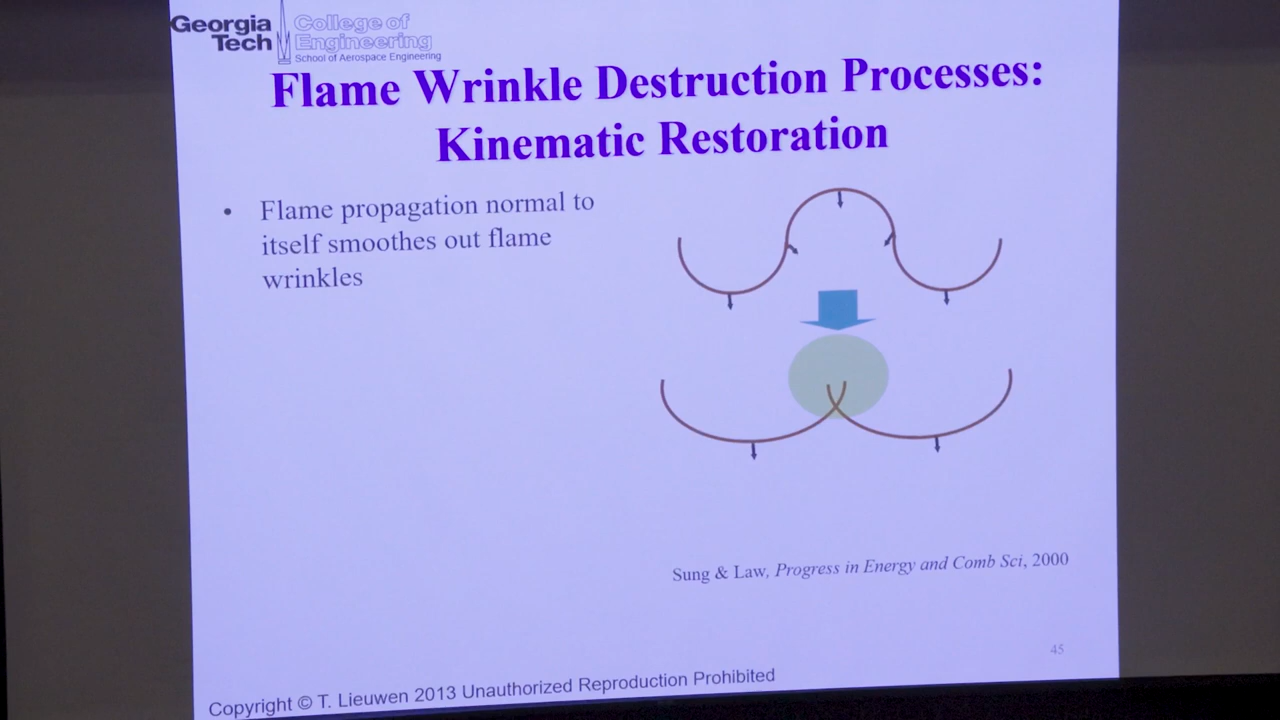 Georgia Tech
College of Engineering
School of Aerospace Engineering
Flame Wrinkle Destruction Processes:
Kinematic Restoration
• Flame propagation normal to
itself smoothes out flame
wrinkles
Sung & Law, Progress in Energy and Comb Sci, 2000
45
Copyright © T. Lieuwen 2013 Unauthorized Reproduction Prohibited